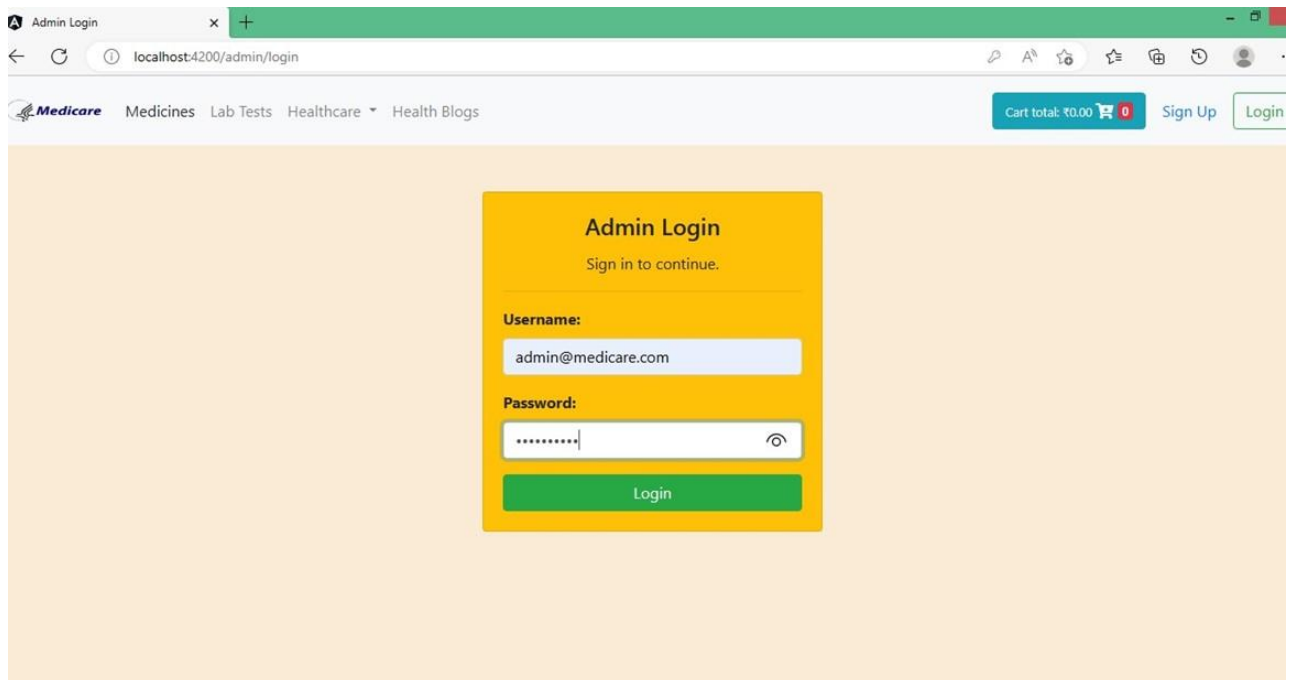 Admin Login
localhost:4200/admin/login
Medicare Medicines Lab Tests Healthcare Health Blogs Cart total: ₹0.00 0 Sign Up Login
Admin Login
Sign in to continue.
Username:
admin@medicare.com
Password:
••••••••••
Login